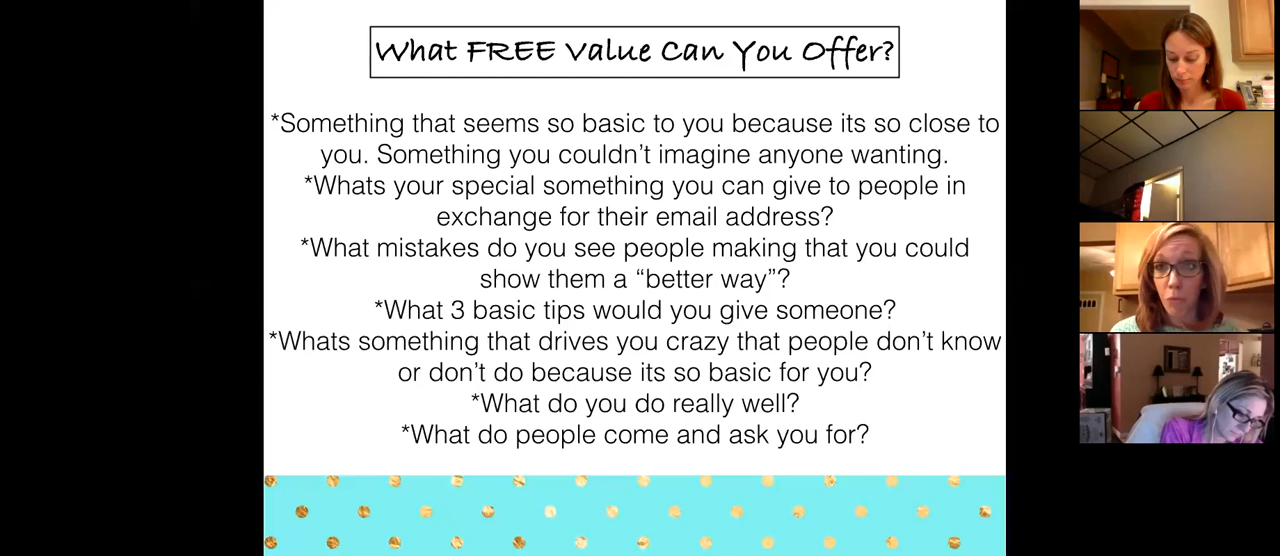 What FREE Value Can You Offer?
*Something that seems so basic to you because its so close to
you. Something you couldn't imagine anyone wanting.
*Whats your special something you can give to people in
exchange for their email address?
*What mistakes do you see people making that you could
show them a “better way”?
*What 3 basic tips would you give someone?
*Whats something that drives you crazy that people don't know
or don't do because its so basic for you?
*What do you do really well?
*What do people come and ask you for?